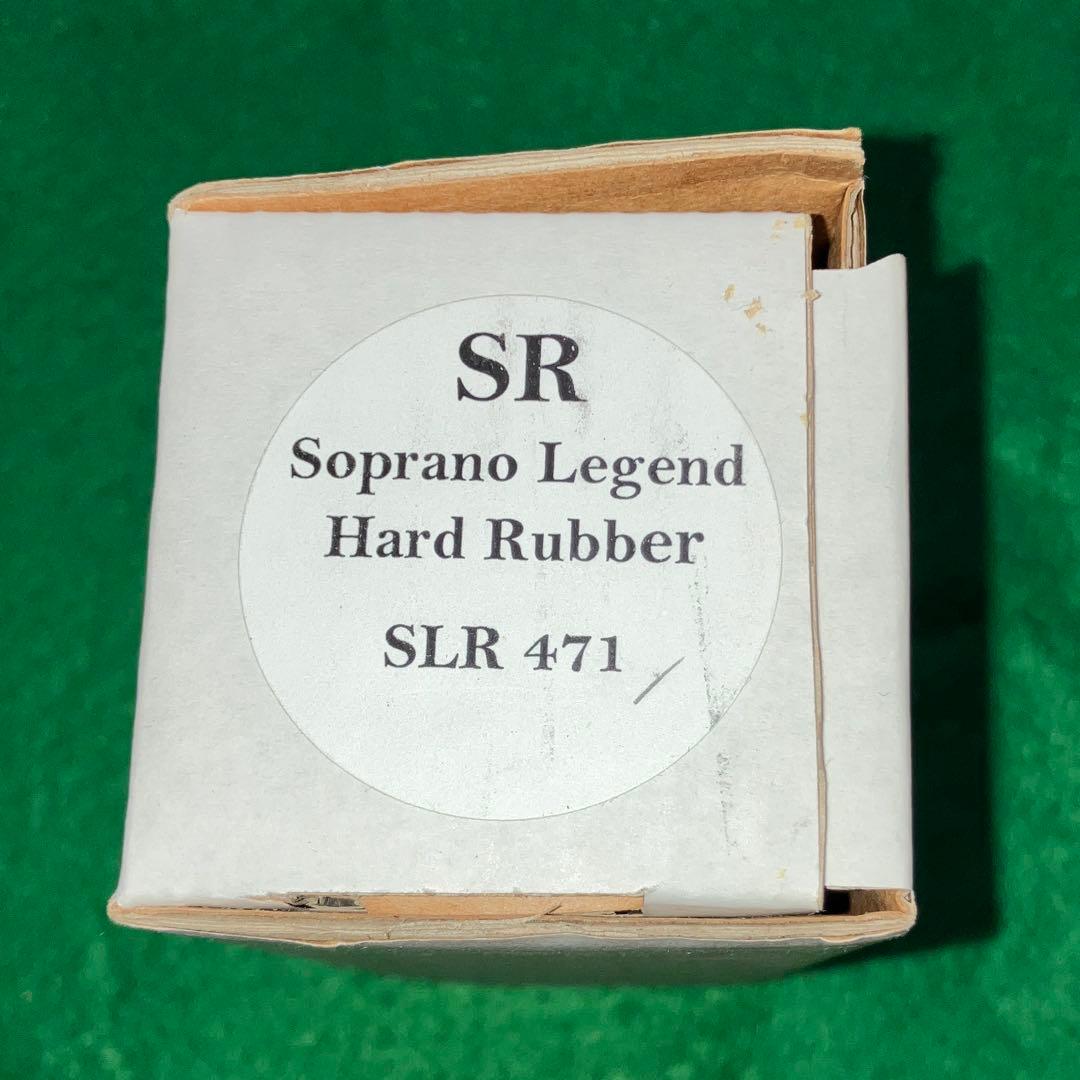 SR
Soprano Legend
Hard Rubber
SLR 471